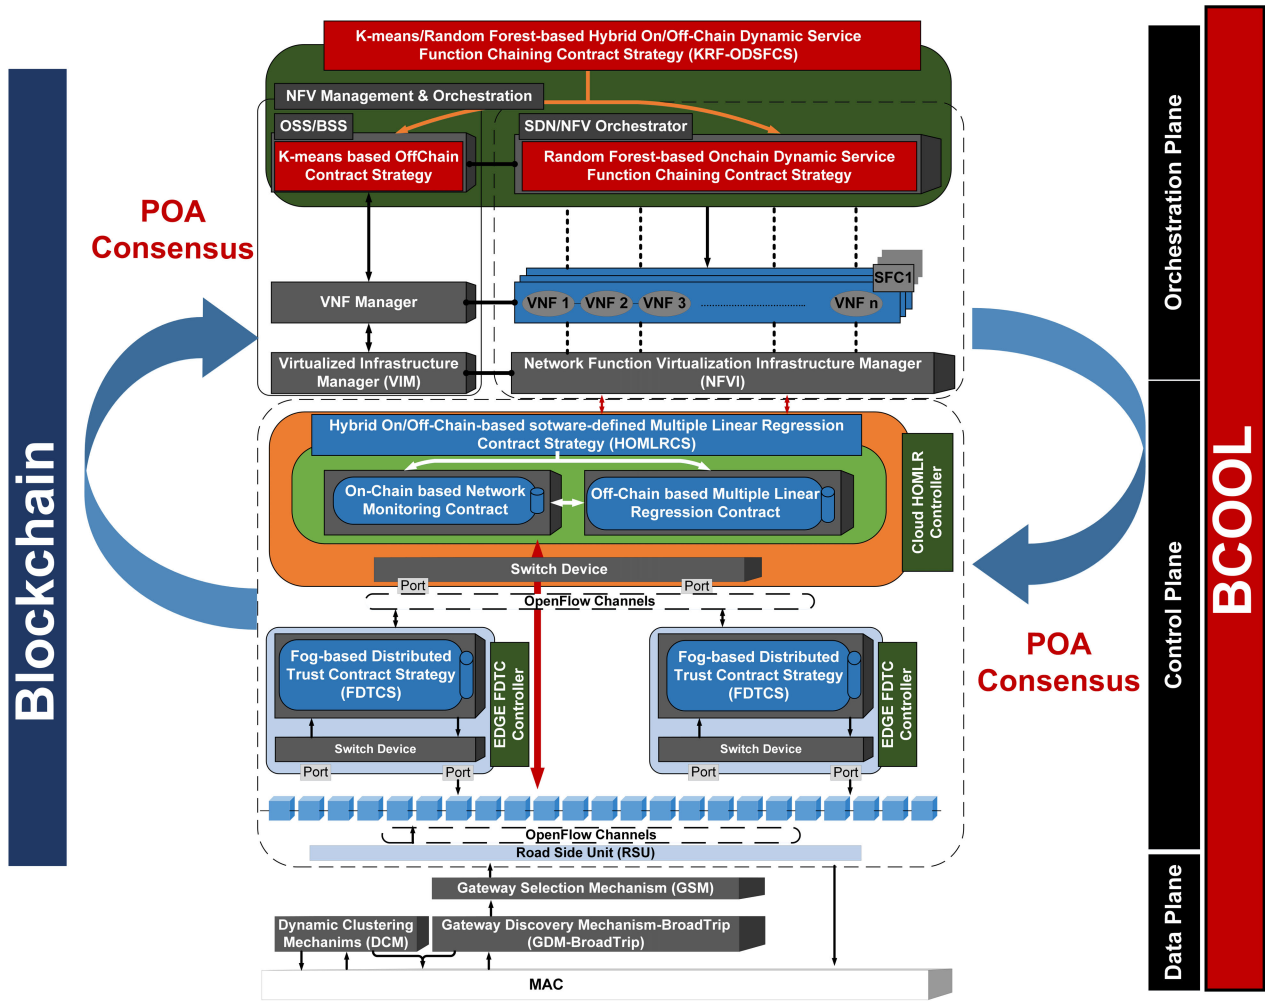 K-means/Random Forest-based Hybrid On/Off-Chain Dynamic Service
Function Chaining Contract Strategy (KRF-ODSFCS)
NFV Management & Orchestration
OSS/BSS
SDN/NFV Orchestrator
K-means based OffChain
Contract Strategy
Random Forest-based Onchain Dynamic Service
Function Chaining Contract Strategy
POA
Consensus
VNF Manager
SFC1
VNF 1
VNF 2
VNF 3
VNF n
Virtualized Infrastructure
Manager (VIM)
Network Function Virtualization Infrastructure Manager
(NFVI)
Hybrid On/Off-Chain-based sotware-defined Multiple Linear Regression
Contract Strategy (HOMLRCS)
On-Chain based Network
Monitoring Contract
Off-Chain based Multiple Linear
Regression Contract
Cloud HOMLR
Controller
Switch Device
Port
Port
OpenFlow Channels
Fog-based Distributed
Trust Contract Strategy
(FDTCS)
EDGE FDTC
Controller
Switch Device
Port
Port
Fog-based Distributed
Trust Contract Strategy
(FDTCS)
EDGE FDTC
Controller
Switch Device
Port
Port
POA
Consensus
OpenFlow Channels
Road Side Unit (RSU)
Gateway Selection Mechanism (GSM)
Dynamic Clustering
Mechanims (DCM)
Gateway Discovery Mechanism-BroadTrip
(GDM-BroadTrip)
MAC
Blockchain
Orchestration Plane
Control Plane
Data Plane
BCOOL